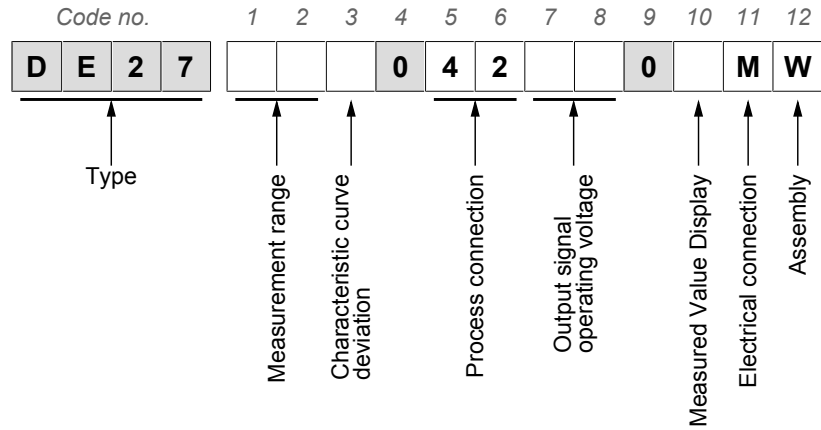 Code no. 1 2 3 4 5 6 7 8 9 10 11 12
D E 2 7 0 4 2 0 M W
Type
Measurement range
Characteristic curve
deviation
Process connection
Output signal
operating voltage
Measured Value Display
Electrical connection
Assembly